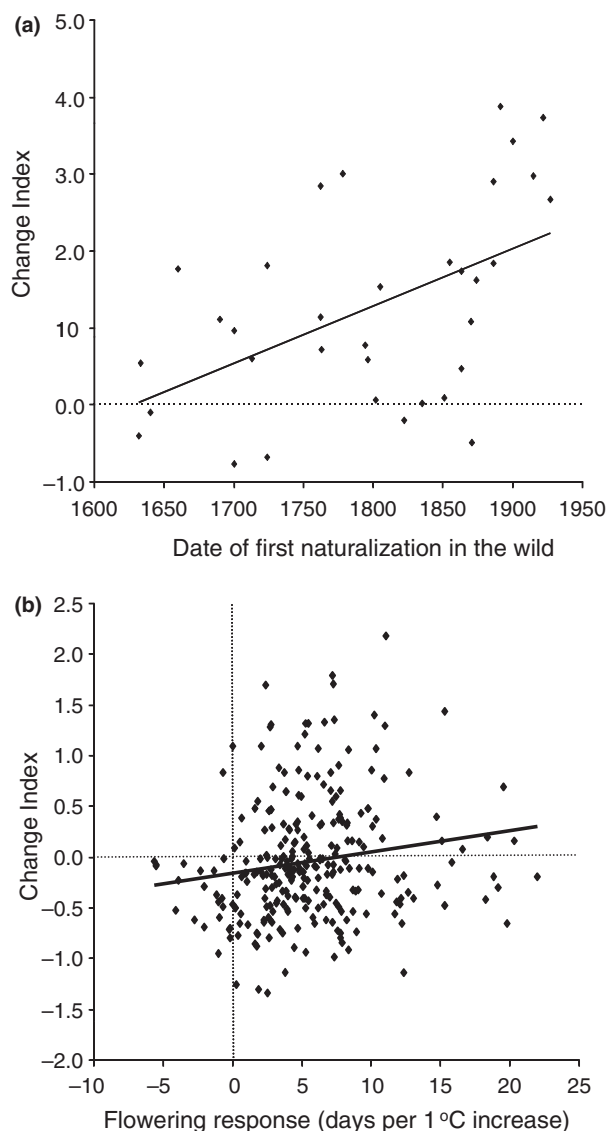 (a)
5.0
4.0
3.0
2.0
10
0.0
–1.0
Change Index
1600 1650 1700 1750 1800 1850 1900 1950
Date of first naturalization in the wild
(b)
2.5
2.0
1.5
1.0
0.5
0.0
–0.5
–1.0
–1.5
–2.0
Change Index
–10 –5 0 5 10 15 20 25
Flowering response (days per 1°C increase)